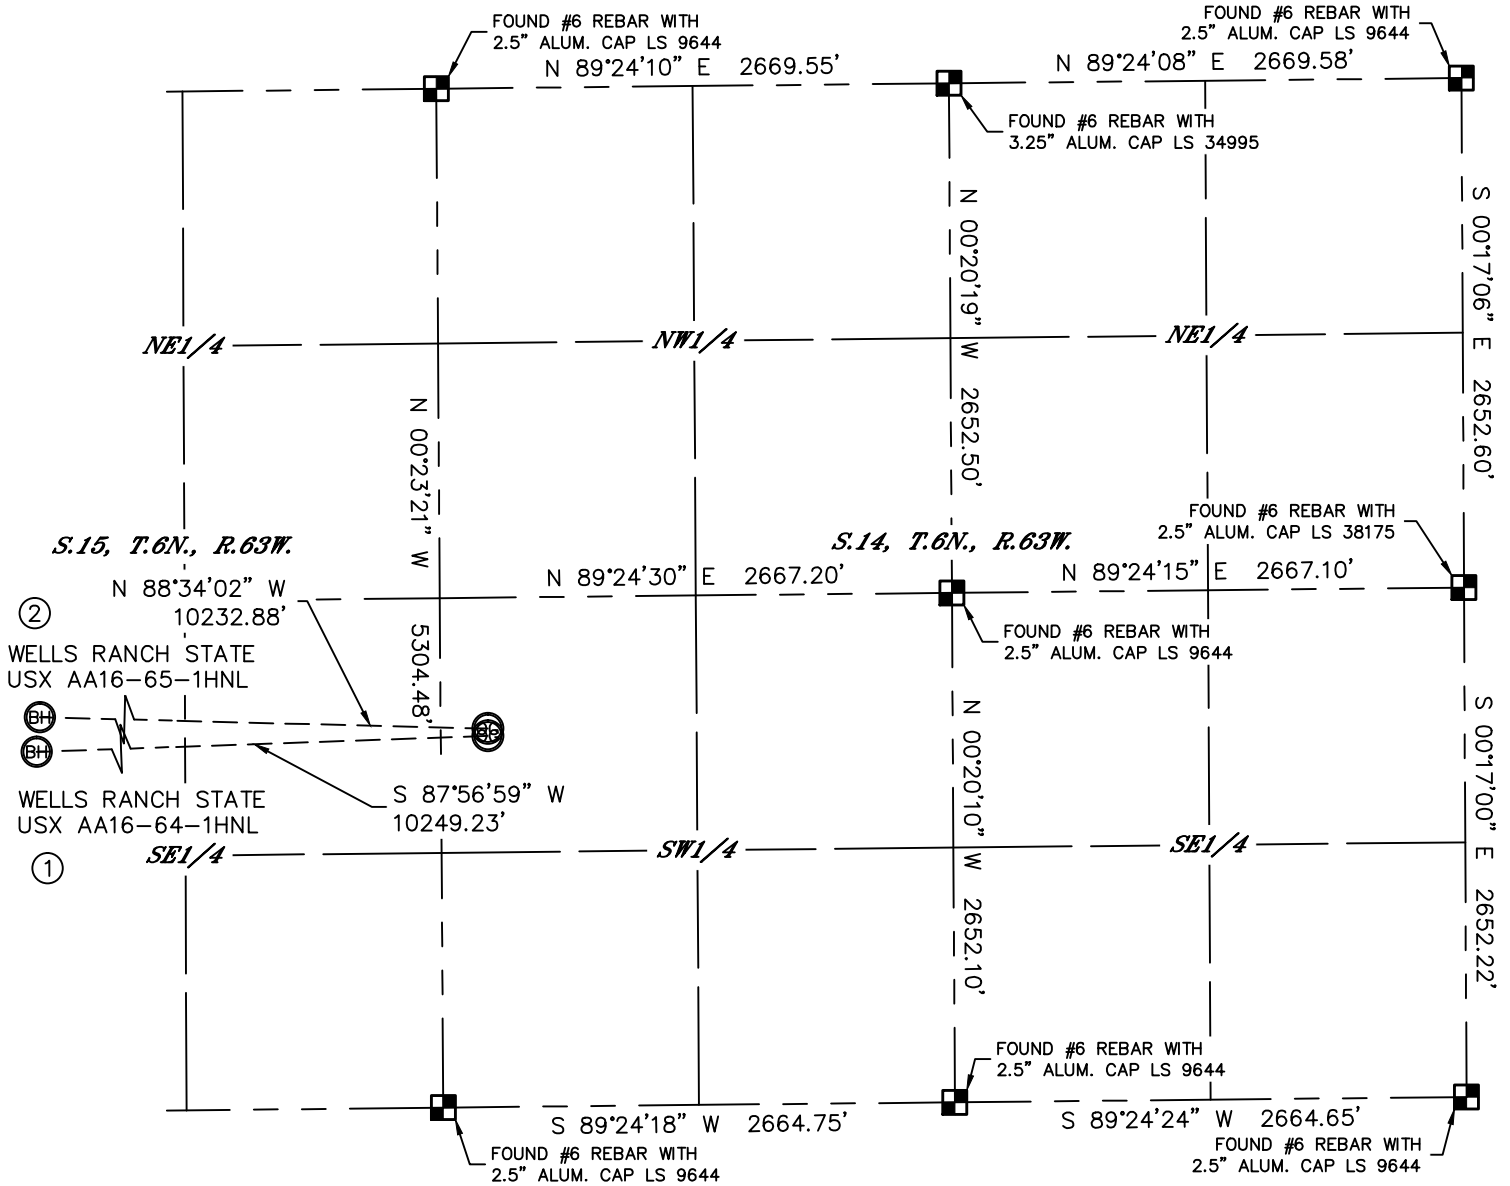 FOUND #6 REBAR WITH
2.5" ALUM. CAP LS 9644
N 89°24'10" E 2669.55'
FOUND #6 REBAR WITH
2.5" ALUM. CAP LS 9644
N 89°24'08" E 2669.58'
FOUND #6 REBAR WITH
3.25" ALUM. CAP LS 34995
N 00°20'19" W 2652.50'
S 00°17'06" E 2652.60'
NE1/4
NW1/4
NE1/4
N 00°23'21" W 5304.48'
S.15, T.6N., R.63W.
S.14, T.6N., R.63W.
FOUND #6 REBAR WITH
2.5" ALUM. CAP LS 38175
N 88°34'02" W
10232.88'
N 89°24'30" E 2667.20'
N 89°24'15" E 2667.10'
2
WELLS RANCH STATE
USX AA16-65-1HNL
FOUND #6 REBAR WITH
2.5" ALUM. CAP LS 9644
BH
BH
N 00°20'10" W 2652.10'
S 00°17'00" E 2652.22'
WELLS RANCH STATE
USX AA16-64-1HNL
1
S 87°56'59" W
10249.23'
SE1/4
SW1/4
SE1/4
FOUND #6 REBAR WITH
2.5" ALUM. CAP LS 9644
S 89°24'18" W 2664.75'
S 89°24'24" W 2664.65'
FOUND #6 REBAR WITH
2.5" ALUM. CAP LS 9644
FOUND #6 REBAR WITH
2.5" ALUM. CAP LS 9644